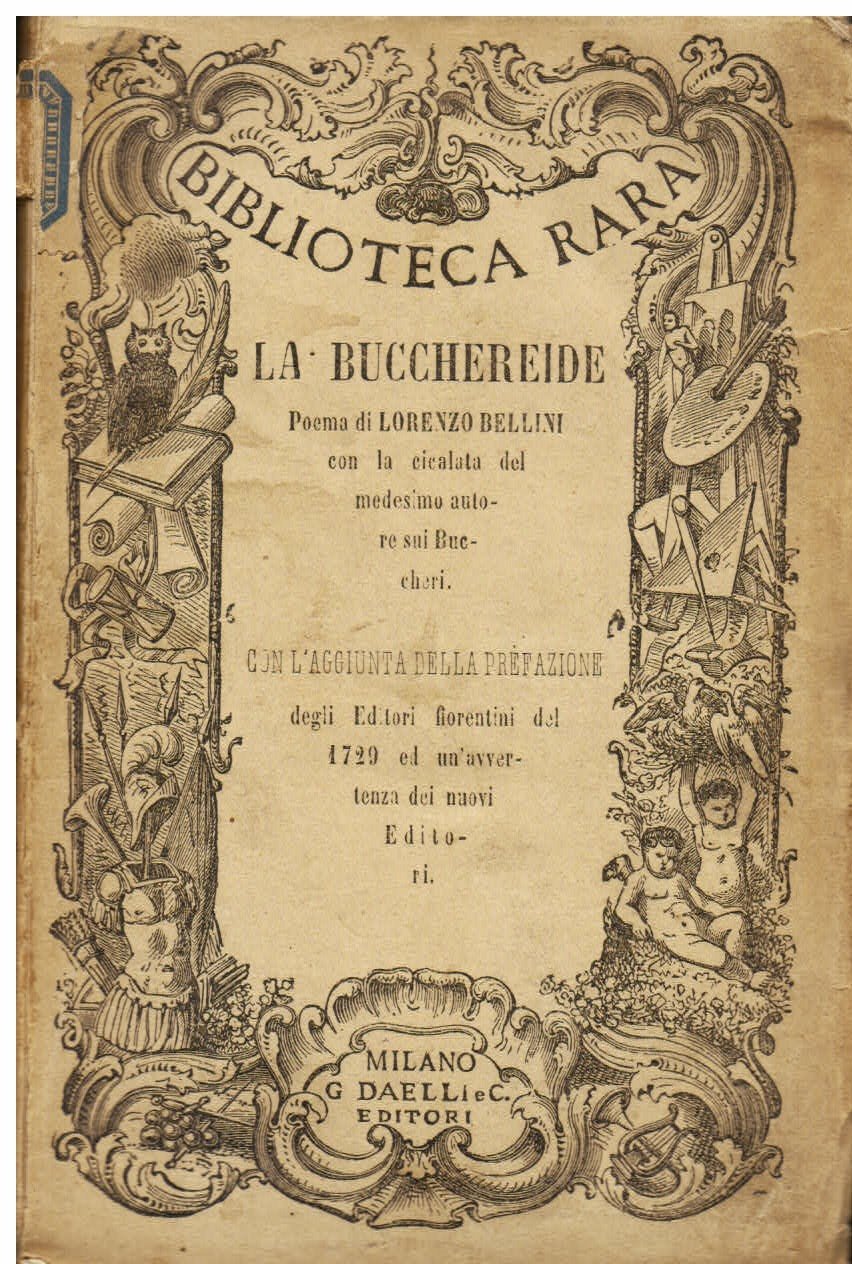 BIBLIOTECA RARA
LA BUCCHEREIDE
Poema di LORENZO BELLINI
con la cicalata del
medesimo auto-
re sui Buc-
cheri.
CON L'AGGIUNTA DELLA PREFAZIONE
degli Editori fiorentini del
1729 ed un'avver-
tenza dei nuovi
Edito-
ri.
MILANO
G DAELLI e C.
EDITORI